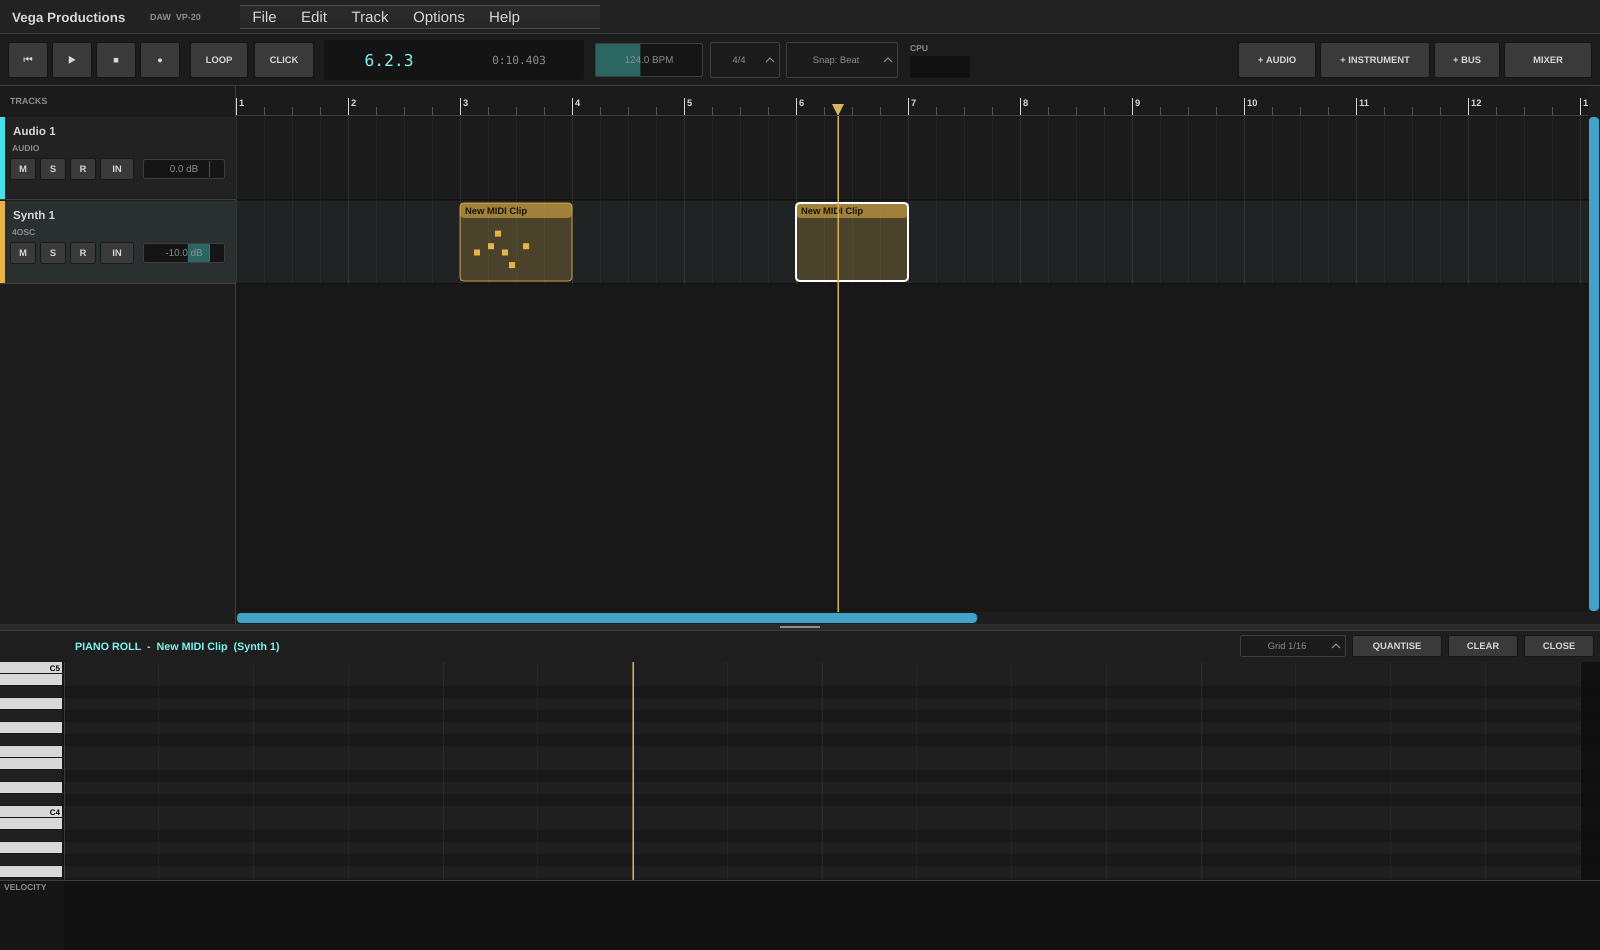 Vega Productions DAW VP-20 File Edit Track Options Help
LOOP CLICK 6.2.3 0:10.403 124.0 BPM 4/4 Snap: Beat CPU + AUDIO + INSTRUMENT + BUS MIXER
TRACKS 1 2 3 4 5 6 7 8 9 10 11 12 1
Audio 1
AUDIO
M S R IN 0.0 dB
Synth 1 New MIDI Clip New MIDI Clip
4OSC
M S R IN -10.0 dB
PIANO ROLL - New MIDI Clip (Synth 1) Grid 1/16 QUANTISE CLEAR CLOSE
C5
C4
VELOCITY